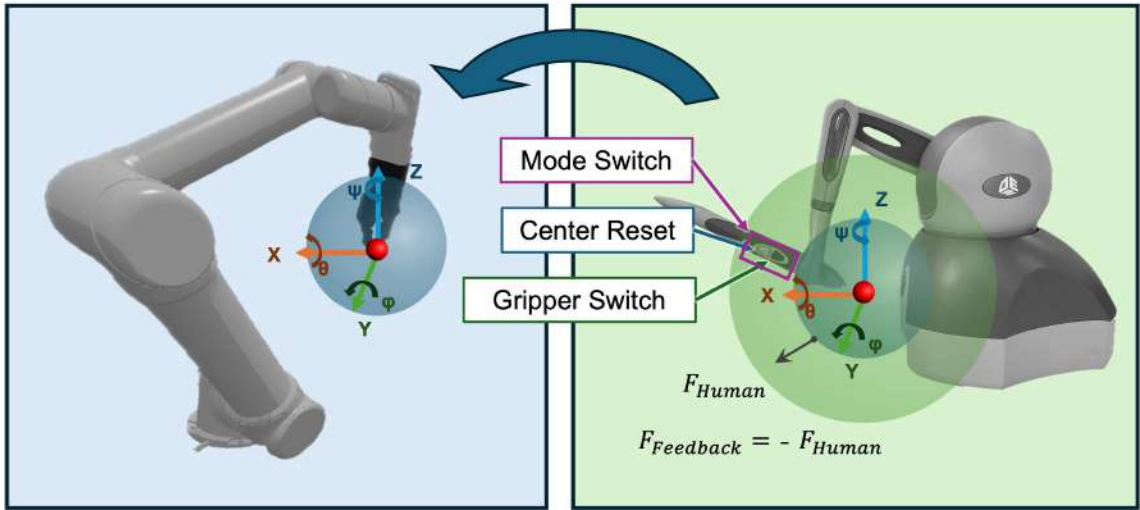 Z
Ψ
X
θ
φ
Y
Mode Switch
Center Reset
Gripper Switch
Z
Ψ
X
θ
φ
Y
F_Human
F_Feedback = - F_Human